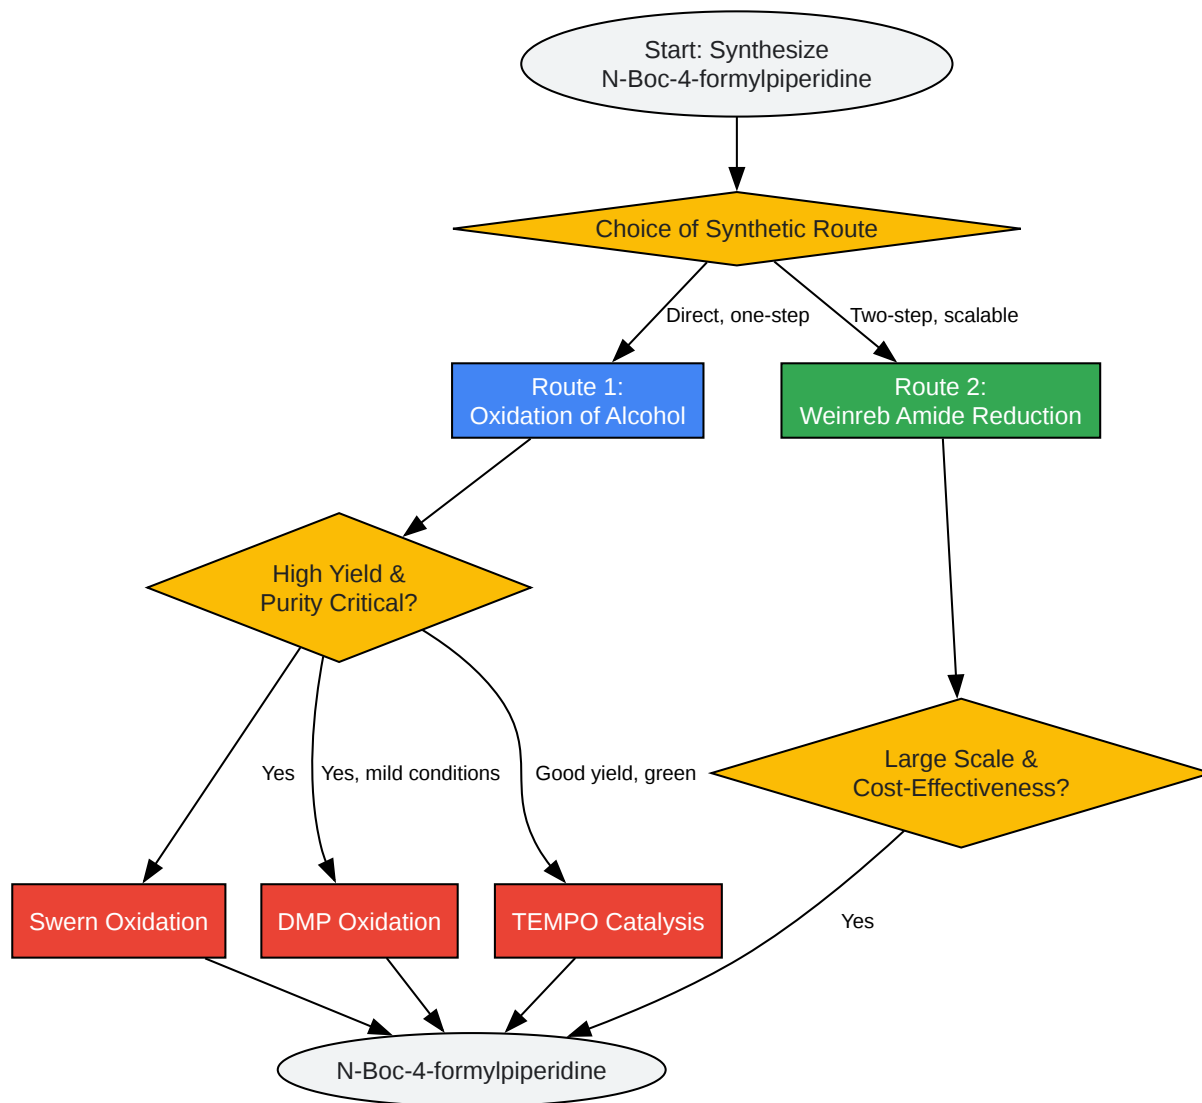 Start: Synthesize
N-Boc-4-formylpiperidine
Choice of Synthetic Route
Direct, one-step
Two-step, scalable
Route 1:
Oxidation of Alcohol
Route 2:
Weinreb Amide Reduction
High Yield &
Purity Critical?
Large Scale &
Cost-Effectiveness?
Yes
Yes, mild conditions
Good yield, green
Swern Oxidation
DMP Oxidation
TEMPO Catalysis
Yes
N-Boc-4-formylpiperidine